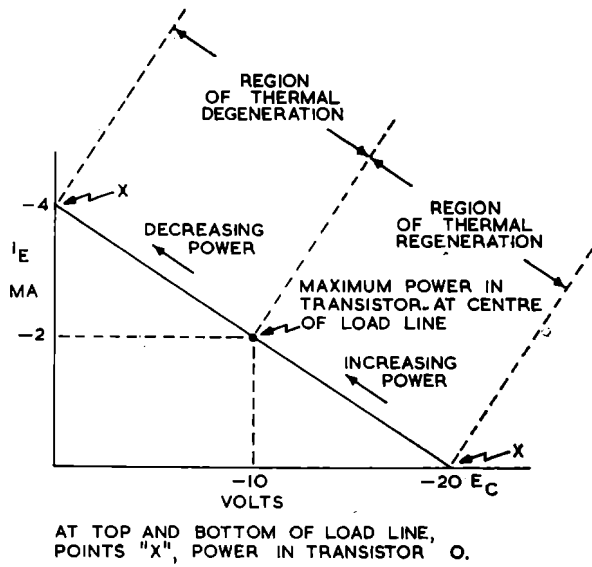 REGION
OF THERMAL
DEGENERATION
REGION
OF THERMAL
REGENERATION
X
-4
DECREASING
POWER
IE
MA
MAXIMUM POWER IN
TRANSISTOR AT CENTRE
OF LOAD LINE
-2
INCREASING
POWER
X
-10
-20 EC
VOLTS
AT TOP AND BOTTOM OF LOAD LINE,
POINTS "X", POWER IN TRANSISTOR O.